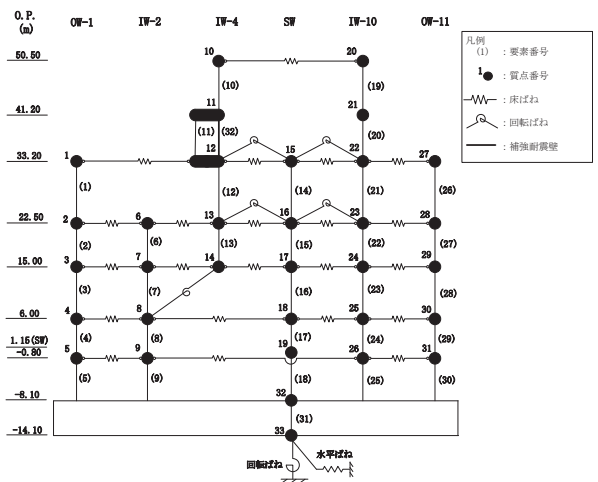 O.P.
(m)
OW-1 IW-2 IW-4 SW IW-10 OW-11
凡例
(1) : 要素番号
1 : 質点番号
: 床ばね
: 回転ばね
: 補強耐震壁
50.50
10 20
(10) (19)
41.20
11 21
(11) (32) (20)
33.20
1 12 15 22 27
(1) (12) (14) (21) (26)
22.50
2 6 13 16 23 28
(2) (6) (13) (15) (22) (27)
15.00
3 7 14 17 24 29
(3) (7) (16) (23) (28)
6.00
4 8 18 25 30
(4) (8) (17) (24) (29)
1.15(SW)
19
-0.80
5 9 26 31
(5) (9) (18) (25) (30)
-8.10
32
(31)
-14.10
33
水平ばね
回転ばね